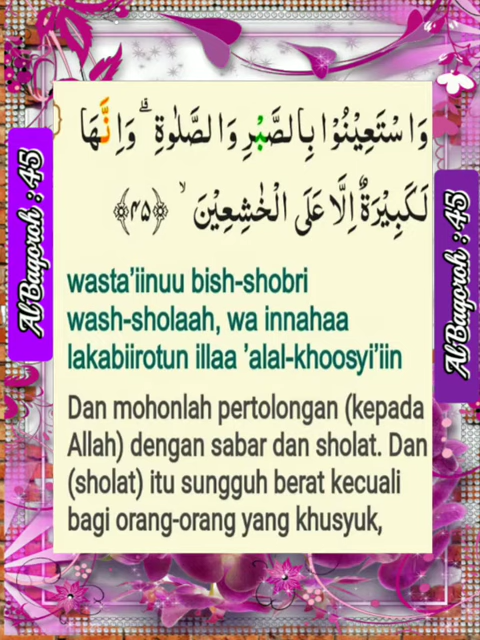 Al Baqoroh : 45
وَاسْتَعِيْنُوْا بِالصَّبْرِ وَالصَّلٰوةِ ۗ وَاِنَّهَا
لَكَبِيْرَةٌ اِلَّا عَلَى الْخٰشِعِيْنَ ۙ ﴿٤٥﴾
wasta'iinuu bish-shobri
wash-sholaah, wa innahaa
lakabiirotun illaa 'alal-khoosyi'iin
Dan mohonlah pertolongan (kepada
Allah) dengan sabar dan sholat. Dan
(sholat) itu sungguh berat kecuali
bagi orang-orang yang khusyuk,
Al Baqoroh : 45